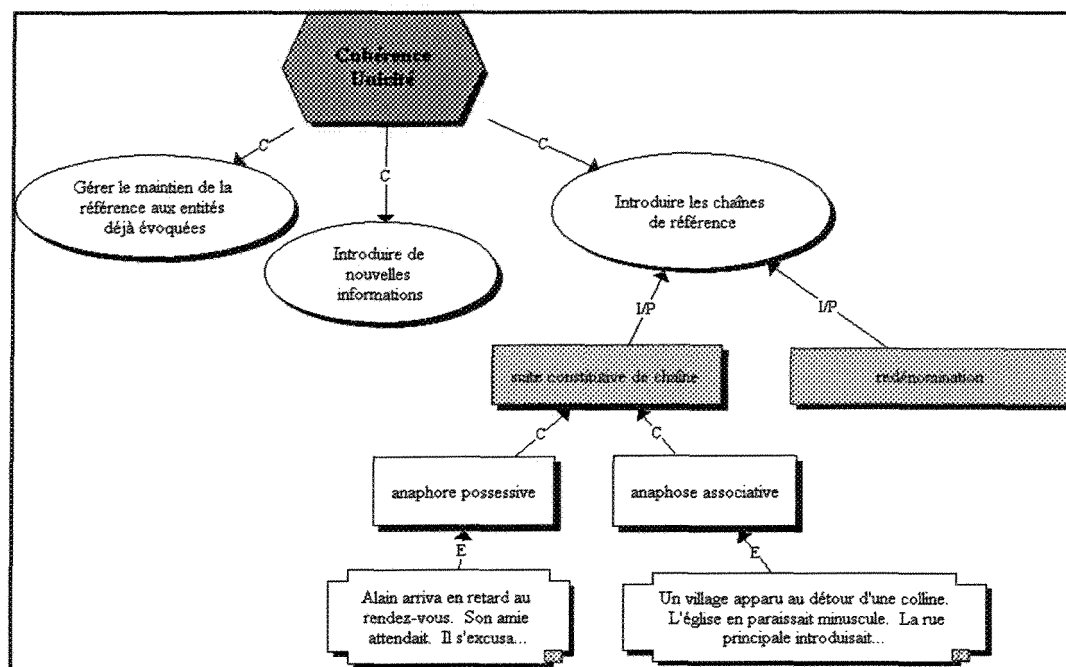 Cohérence
Unicité
C
C
C
Gérer le maintien de la
référence aux entités
déjà évoquées
Introduire les chaînes
de référence
Introduire de
nouvelles
informations
I/P
I/P
suite constitutive de chaîne
redénomination
C
C
anaphore possessive
anaphose associative
E
E
Alain arriva en retard au
rendez-vous. Son amie
attendait. Il s'excusa...
Un village apparu au détour d'une colline.
L'église en paraissait minuscule. La rue
principale introduisait...